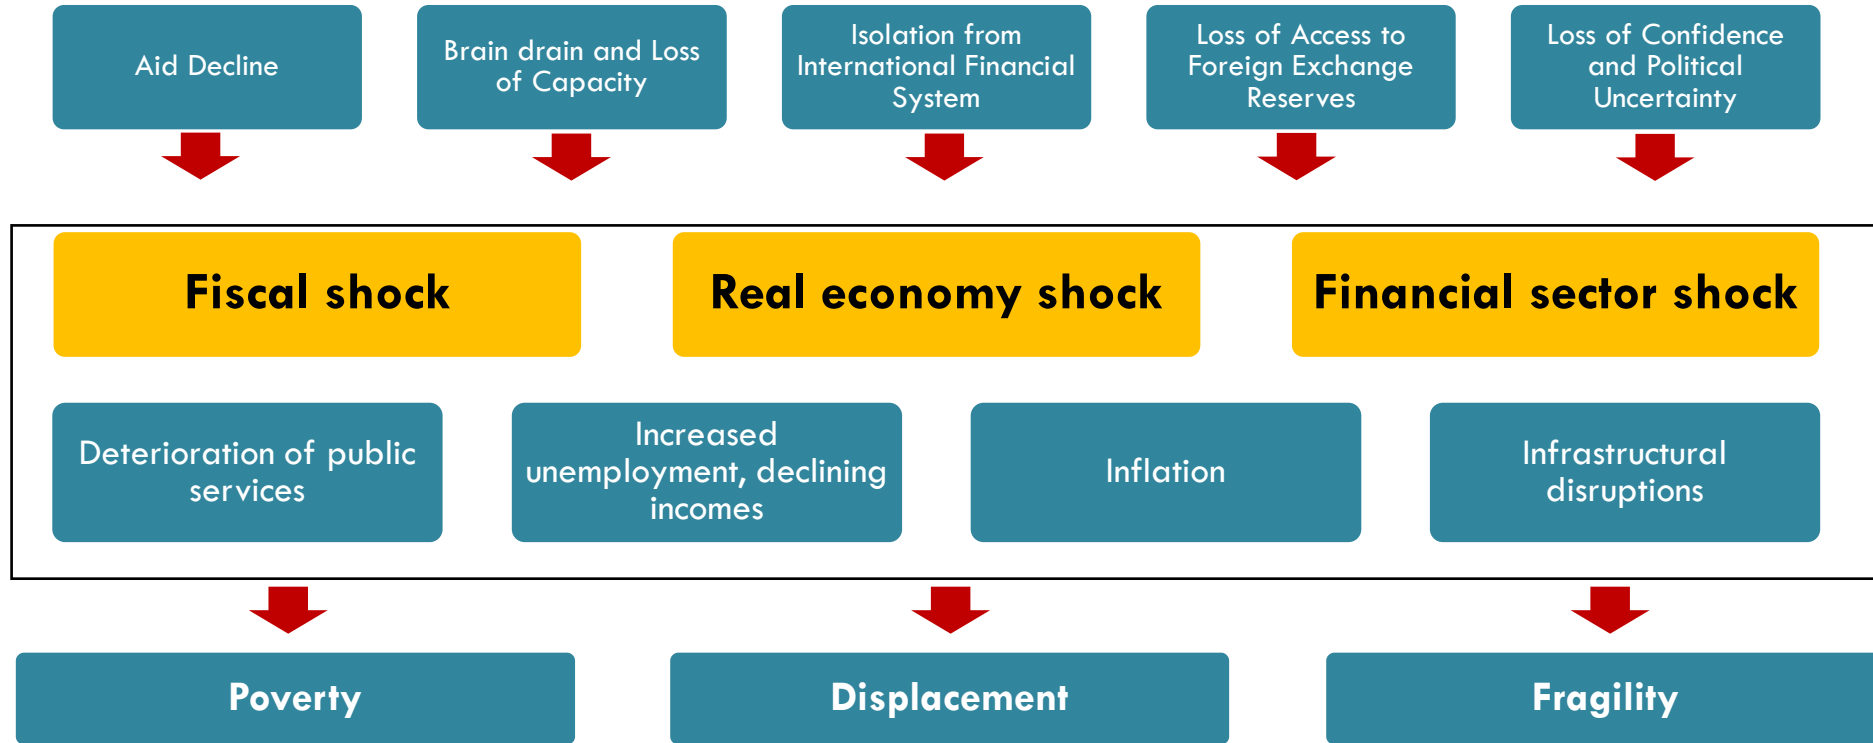 Aid Decline
Brain drain and Loss
of Capacity
Isolation from
International Financial
System
Loss of Access to
Foreign Exchange
Reserves
Loss of Confidence
and Political
Uncertainty
Fiscal shock
Real economy shock
Financial sector shock
Deterioration of public
services
Increased
unemployment, declining
incomes
Inflation
Infrastructural
disruptions
Poverty
Displacement
Fragility